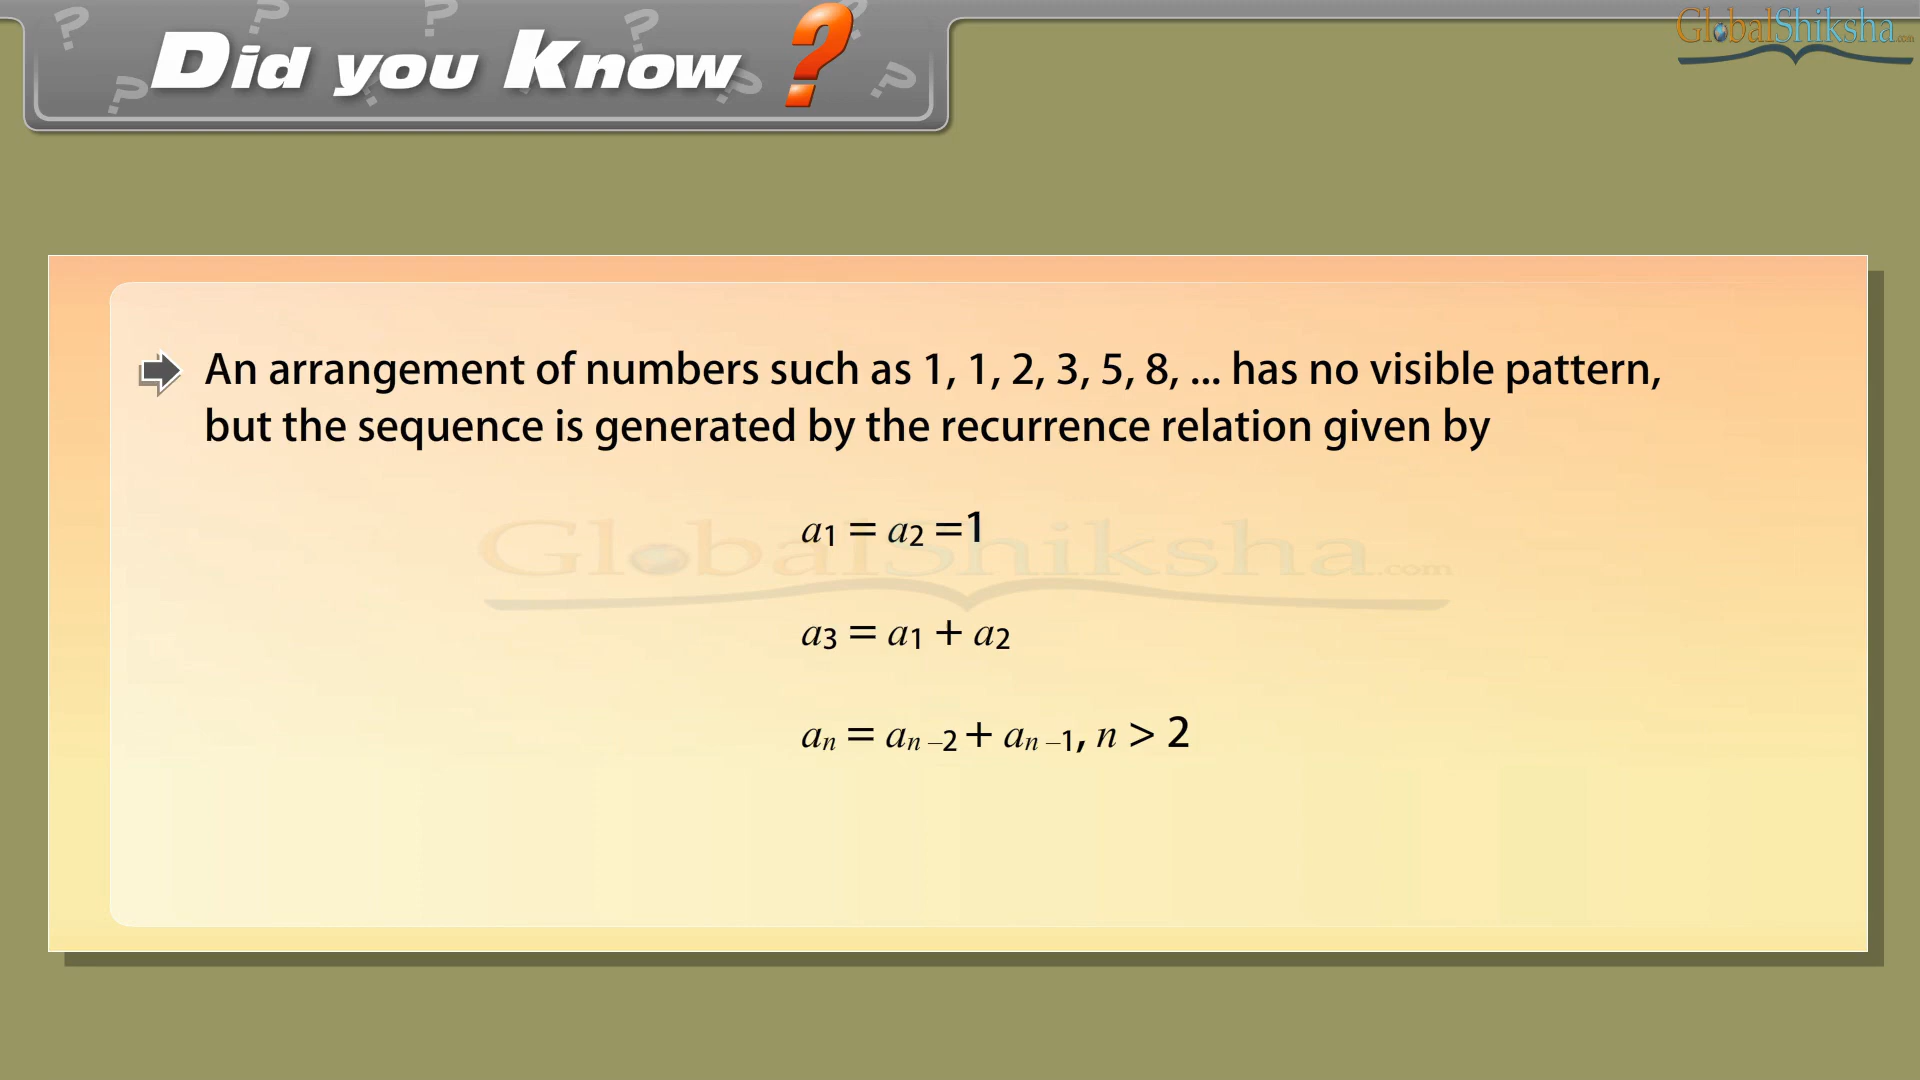 Did you Know ?
GlobalShiksha.com
An arrangement of numbers such as 1, 1, 2, 3, 5, 8, ... has no visible pattern,
but the sequence is generated by the recurrence relation given by
a1 = a2 =1
GlobalShiksha.com
a3 = a1 + a2
an = an –2 + an –1, n > 2